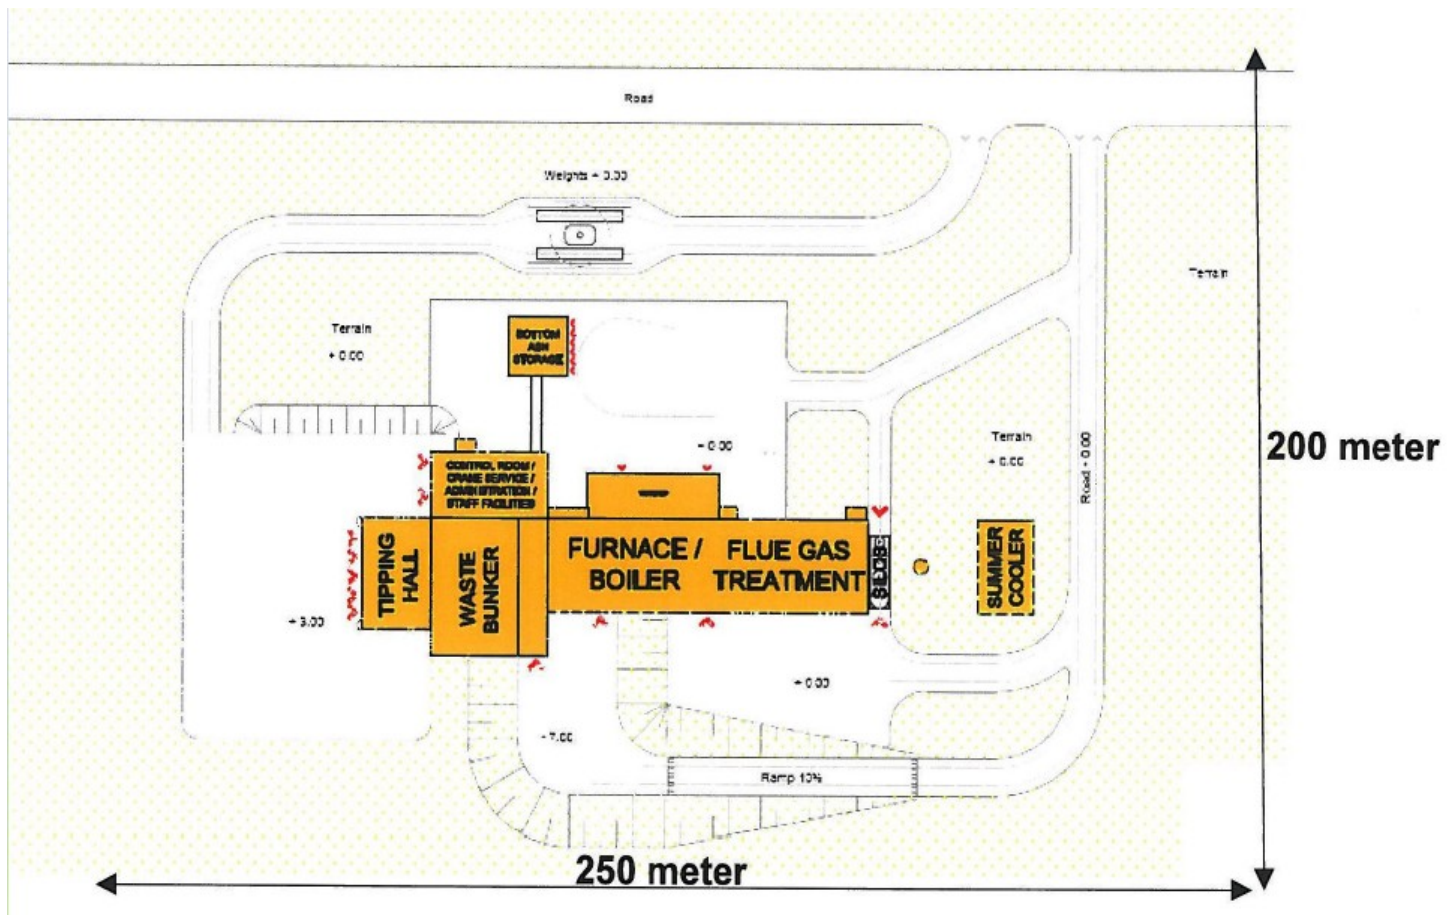 Road
Weights + 0.00
Terrain
Terrain
+ 0.00
BOTTOM
ASH
STORAGE
Terrain
+ 0.00
+ 0.00
Road + 0.00
200 meter
CONTROL ROOM /
CRANE SERVICE /
ADMINISTRATION /
STAFF FACILITIES
TIPPING
HALL
WASTE
BUNKER
FURNACE /
BOILER
FLUE GAS
TREATMENT
SILOS
SUMMER
COOLER
+ 3.00
+ 0.00
- 7.00
Ramp 10%
250 meter